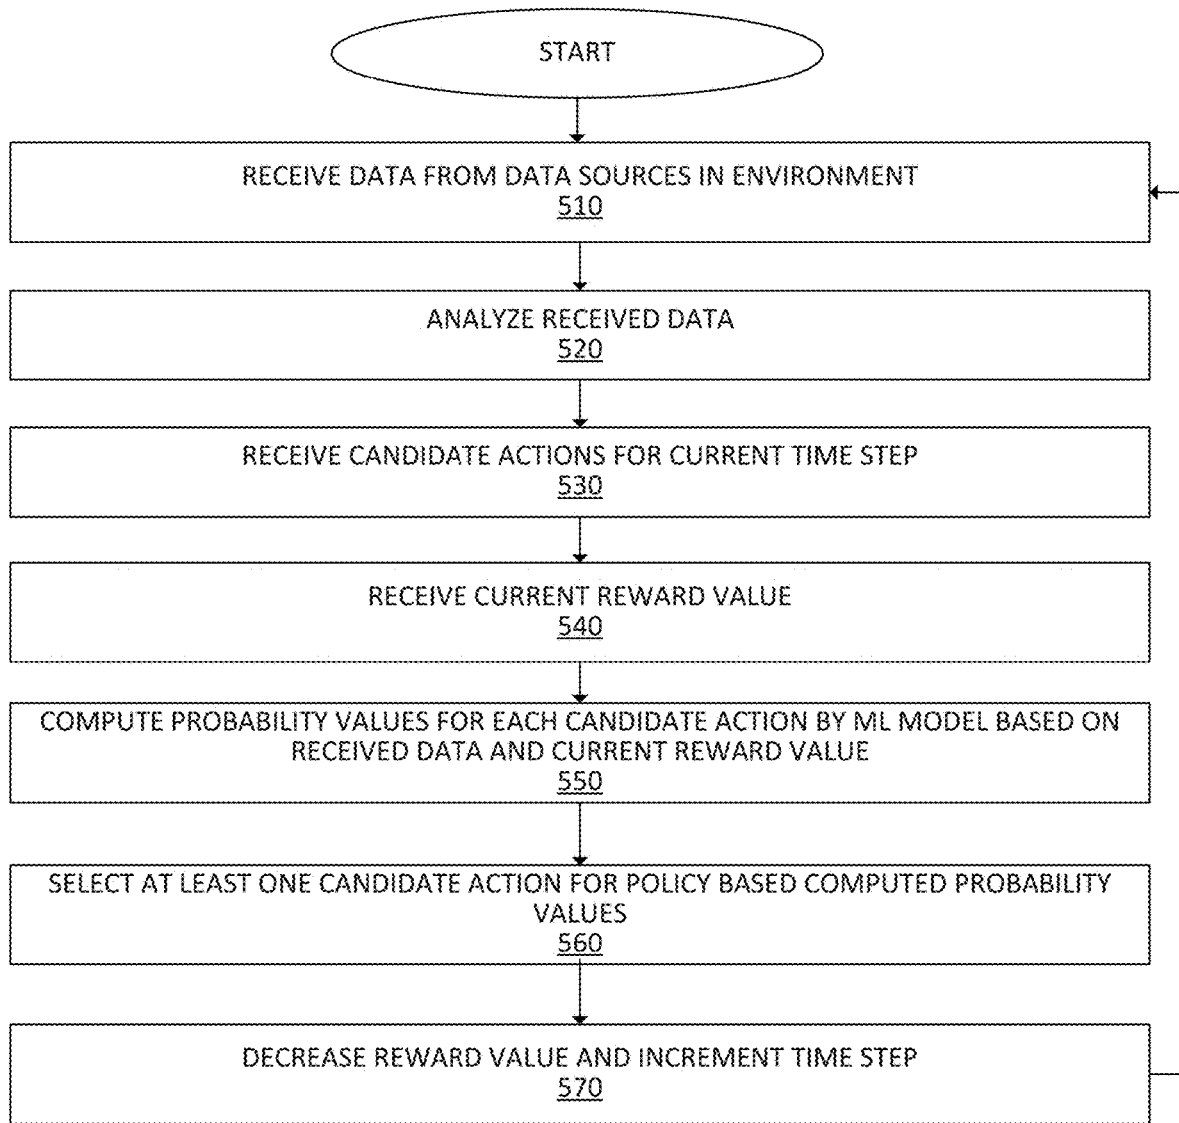 START
RECEIVE DATA FROM DATA SOURCES IN ENVIRONMENT
510
ANALYZE RECEIVED DATA
520
RECEIVE CANDIDATE ACTIONS FOR CURRENT TIME STEP
530
RECEIVE CURRENT REWARD VALUE
540
COMPUTE PROBABILITY VALUES FOR EACH CANDIDATE ACTION BY ML MODEL BASED ON
RECEIVED DATA AND CURRENT REWARD VALUE
550
SELECT AT LEAST ONE CANDIDATE ACTION FOR POLICY BASED COMPUTED PROBABILITY
VALUES
560
DECREASE REWARD VALUE AND INCREMENT TIME STEP
570